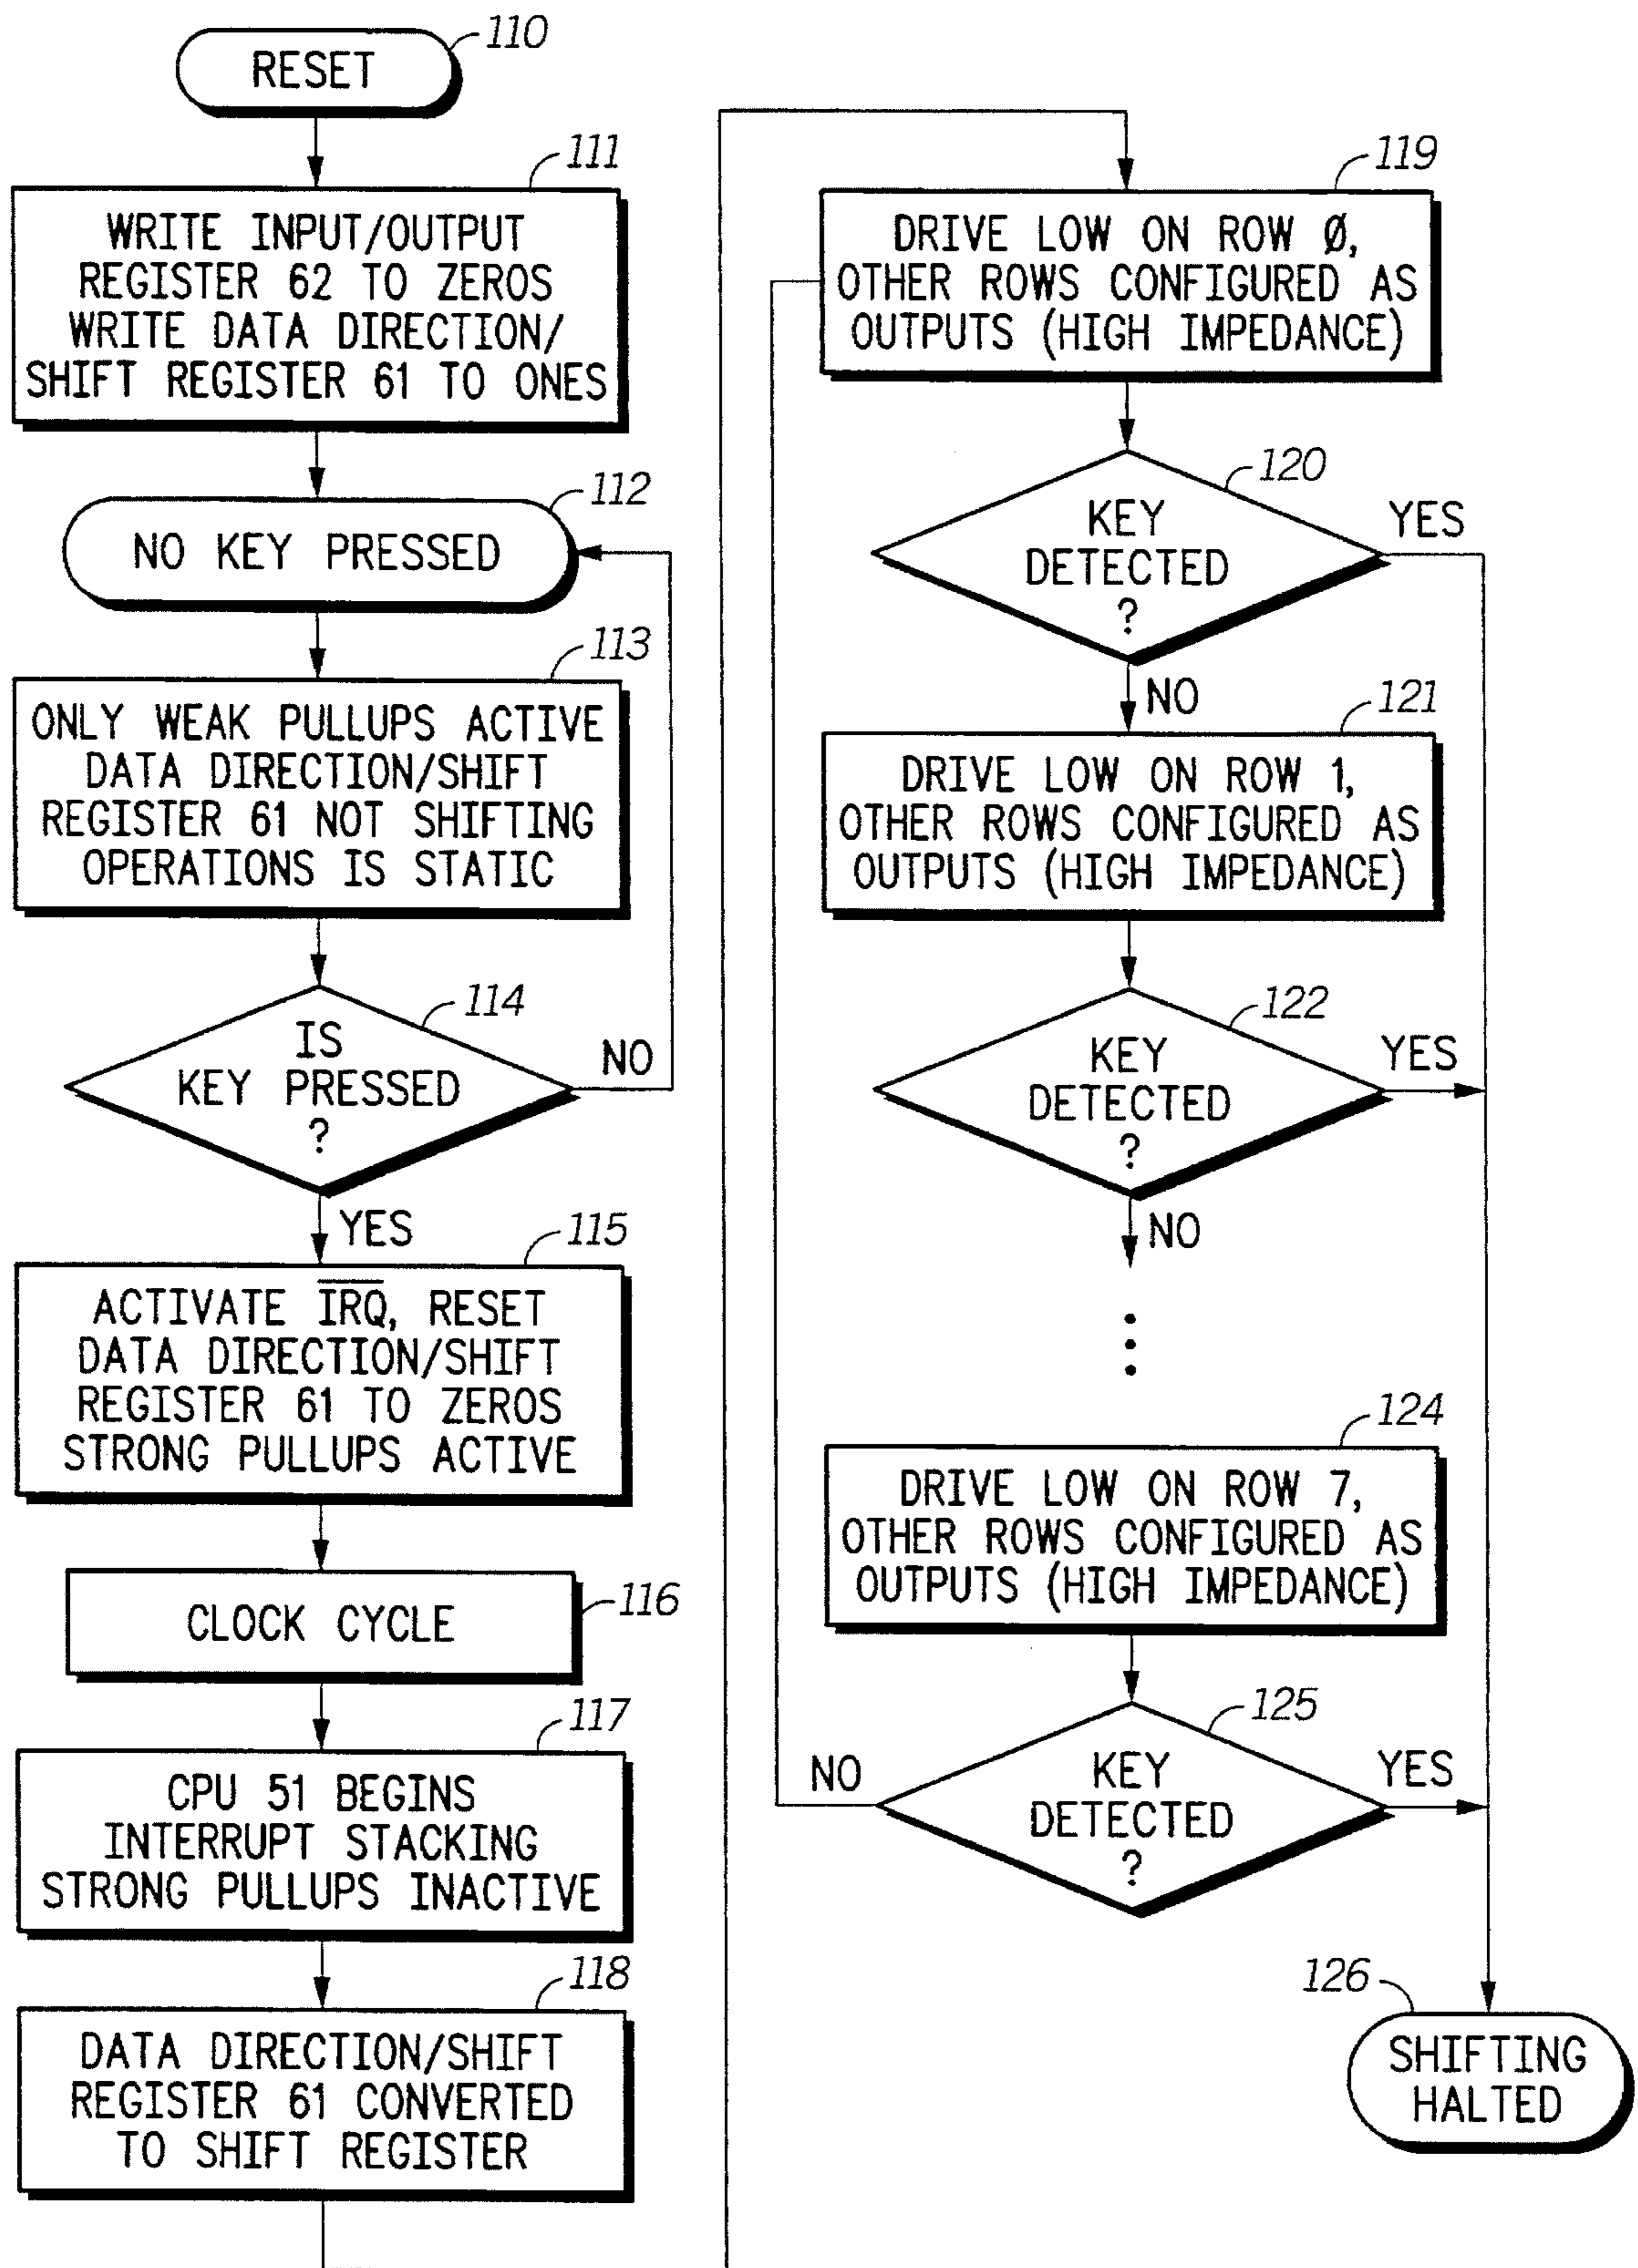 RESET
110
111
WRITE INPUT/OUTPUT
REGISTER 62 TO ZEROS
WRITE DATA DIRECTION/
SHIFT REGISTER 61 TO ONES
112
NO KEY PRESSED
113
ONLY WEAK PULLUPS ACTIVE
DATA DIRECTION/SHIFT
REGISTER 61 NOT SHIFTING
OPERATIONS IS STATIC
114
IS
KEY PRESSED
?
NO
YES
115
ACTIVATE I̅R̅Q̅, RESET
DATA DIRECTION/SHIFT
REGISTER 61 TO ZEROS
STRONG PULLUPS ACTIVE
CLOCK CYCLE
116
117
CPU 51 BEGINS
INTERRUPT STACKING
STRONG PULLUPS INACTIVE
118
DATA DIRECTION/SHIFT
REGISTER 61 CONVERTED
TO SHIFT REGISTER
119
DRIVE LOW ON ROW Ø,
OTHER ROWS CONFIGURED AS
OUTPUTS (HIGH IMPEDANCE)
120
KEY
DETECTED
?
YES
NO
121
DRIVE LOW ON ROW 1,
OTHER ROWS CONFIGURED AS
OUTPUTS (HIGH IMPEDANCE)
122
KEY
DETECTED
?
YES
NO
124
DRIVE LOW ON ROW 7,
OTHER ROWS CONFIGURED AS
OUTPUTS (HIGH IMPEDANCE)
125
KEY
DETECTED
?
NO
YES
126
SHIFTING
HALTED